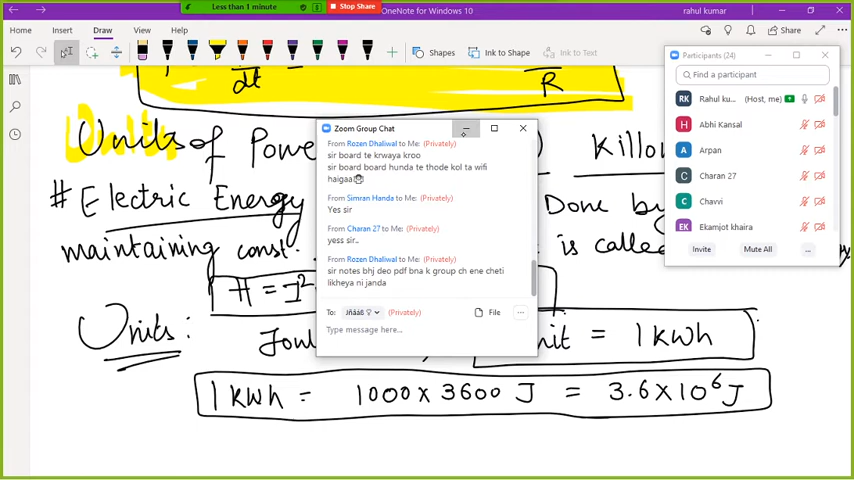 Less than 1 minute
Stop Share
OneNote for Windows 10
rahul kumar
Home
Insert
Draw
View
Share
Shapes
Ink to Shape
Ink to Text
Participants (24)
Find a participant
RK Rahul ku... (Host, me)
Abhi Kansal
Arpan
Charan 27
Chavvi
EK Ekamjot khaira
Invite
Mute All
...
dt
=
R
Units of Pow
Killow
# Electric Energy
Done by
maintaining const.
is called
H = I²
Units :
Joul
nit = 1 kWh
1 kWh = 1000 x 3600 J = 3.6 x 10⁶ J
Zoom Group Chat
From Rozen Dhaliwal to Me: (Privately)
sir board te krwaya kroo
sir board board hunda te thode kol ta wifi
haigaa
From Simran Handa to Me: (Privately)
Yes sir
From Charan 27 to Me: (Privately)
yess sir..
From Rozen Dhaliwal to Me: (Privately)
sir notes bhj deo pdf bna k group ch ene cheti
likheya ni janda
To:
(Privately)
File
...
Type message here...